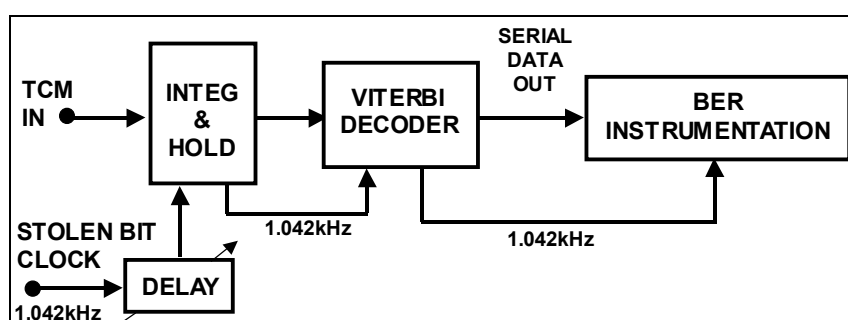 TCM
IN
INTEG
&
HOLD
VITERBI
DECODER
SERIAL
DATA
OUT
BER
INSTRUMENTATION
1.042kHz
1.042kHz
STOLEN BIT
CLOCK
DELAY
1.042kHz